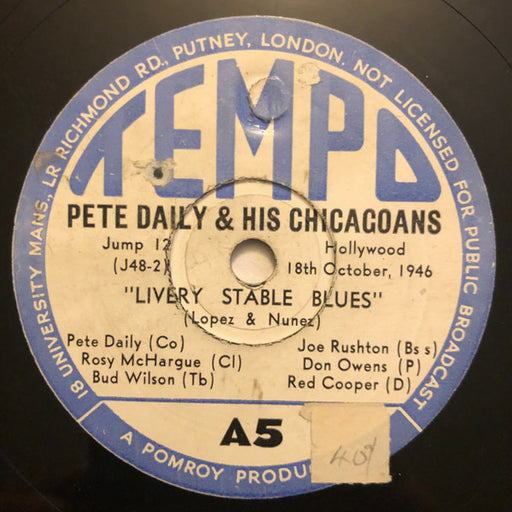 18 UNIVERSITY MANS., LR RICHMOND RD., PUTNEY, LONDON. NOT LICENSED FOR PUBLIC BROADCAST
TEMPO
PETE DAILY & HIS CHICAGOANS
Jump 12 Hollywood
(J48-2) 18th October, 1946
"LIVERY STABLE BLUES"
(Lopez & Nunez)
Pete Daily (Co) Joe Rushton (Bs s)
Rosy McHargue (Cl) Don Owens (P)
Bud Wilson (Tb) Red Cooper (D)
A5
A POMROY